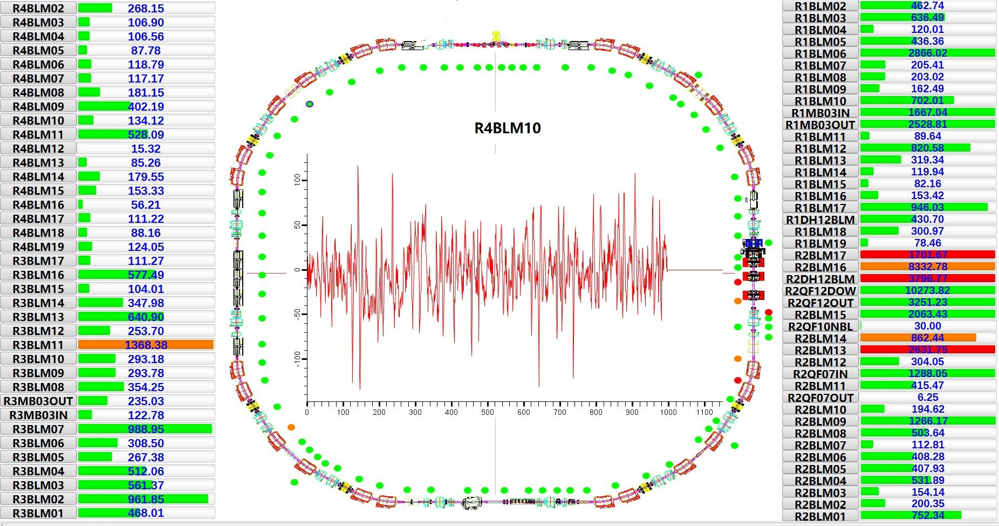 R4BLM02 268.15
R4BLM03 106.90
R4BLM04 106.56
R4BLM05 87.78
R4BLM06 118.79
R4BLM07 117.17
R4BLM08 181.15
R4BLM09 402.19
R4BLM10 134.12
R4BLM11 528.09
R4BLM12 15.32
R4BLM13 85.26
R4BLM14 179.55
R4BLM15 153.33
R4BLM16 56.21
R4BLM17 111.22
R4BLM18 88.16
R4BLM19 124.05
R3BLM17 111.27
R3BLM16 577.49
R3BLM15 104.01
R3BLM14 347.98
R3BLM13 640.90
R3BLM12 253.70
R3BLM11 1368.38
R3BLM10 293.18
R3BLM09 293.78
R3BLM08 354.25
R3MB03OUT 235.03
R3MB03IN 122.78
R3BLM07 988.95
R3BLM06 308.50
R3BLM05 267.38
R3BLM04 512.06
R3BLM03 561.37
R3BLM02 961.85
R3BLM01 468.01
R4BLM10
100
50
0
-50
-100
0 100 200 300 400 500 600 700 800 900 1000 1100
R1BLM02 462.74
R1BLM03 636.49
R1BLM04 120.01
R1BLM05 436.36
R1BLM06 2866.02
R1BLM07 205.41
R1BLM08 203.02
R1BLM09 162.49
R1BLM10 702.01
R1MB03IN 1667.04
R1MB03OUT 2528.81
R1BLM11 89.64
R1BLM12 820.58
R1BLM13 319.34
R1BLM14 119.94
R1BLM15 82.16
R1BLM16 153.42
R1BLM17 946.03
R1DH12BLM 430.70
R1BLM18 300.97
R1BLM19 78.46
R2BLM17 1701.67
R2BLM16 8332.78
R2DH12BLM 3796.77
R2QF12DOW 10273.82
R2QF12OUT 3251.23
R2BLM15 2063.43
R2QF10NBL 30.00
R2BLM14 862.44
R2BLM13 2631.75
R2BLM12 304.05
R2QF07IN 1288.05
R2BLM11 415.47
R2QF07OUT 6.25
R2BLM10 194.62
R2BLM09 1266.17
R2BLM08 503.64
R2BLM07 112.81
R2BLM06 408.28
R2BLM05 407.93
R2BLM04 531.89
R2BLM03 154.14
R2BLM02 200.35
R2BLM01 752.34